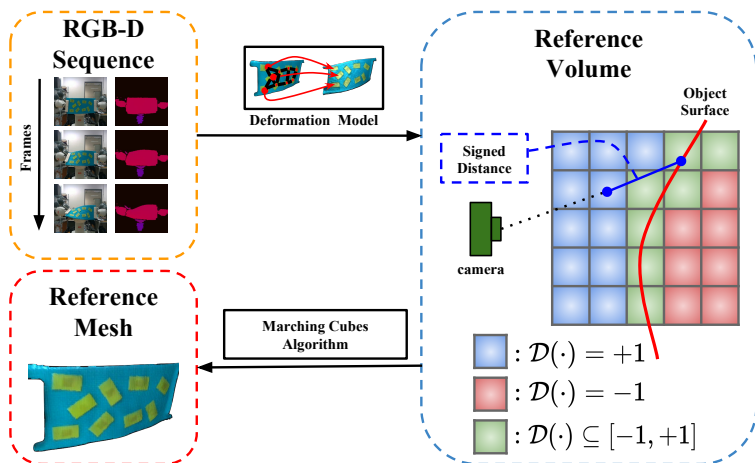 RGB-D
Sequence
Frames
Deformation Model
Reference
Volume
Object
Surface
Signed
Distance
camera
: D(·) = +1
: D(·) = −1
: D(·) ⊆ [−1, +1]
Marching Cubes
Algorithm
Reference
Mesh